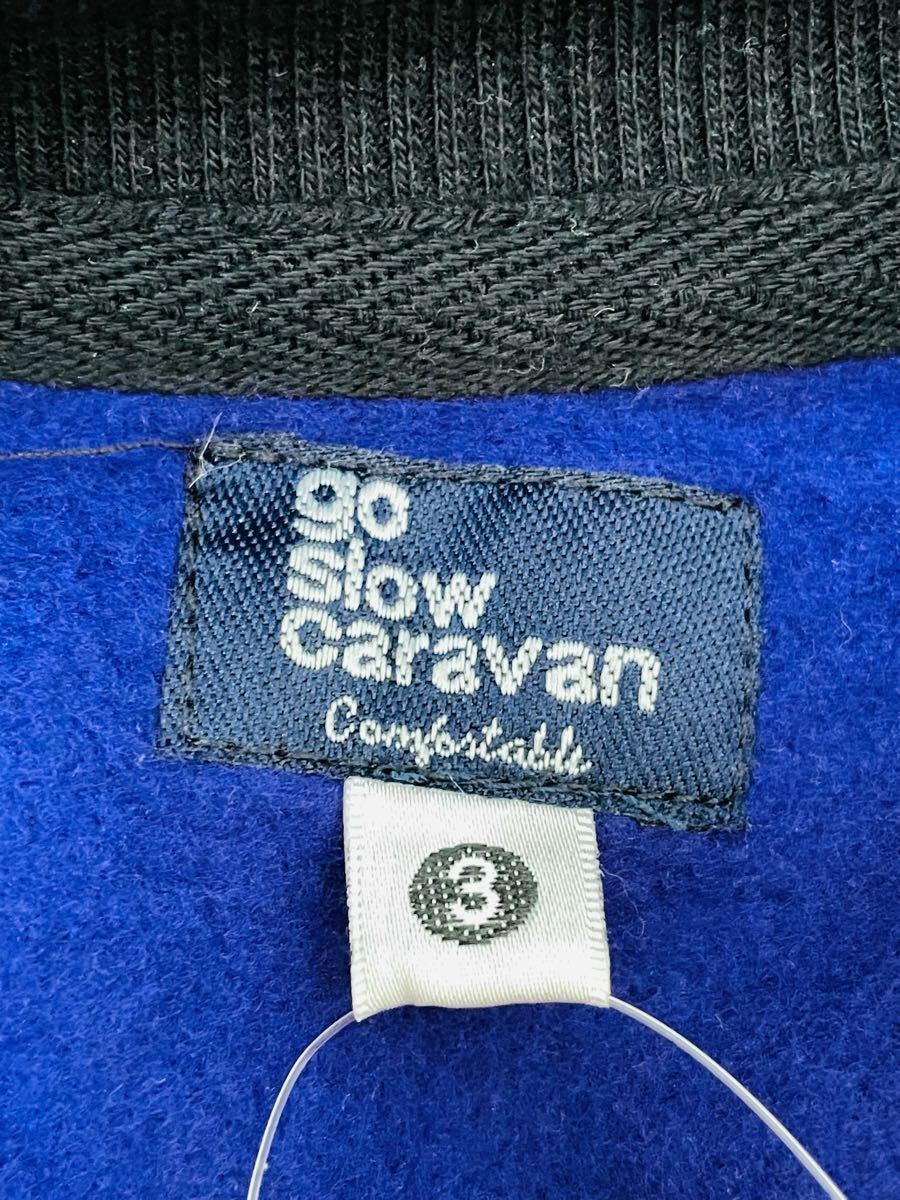 go
slow
caravan
Comfortable
3